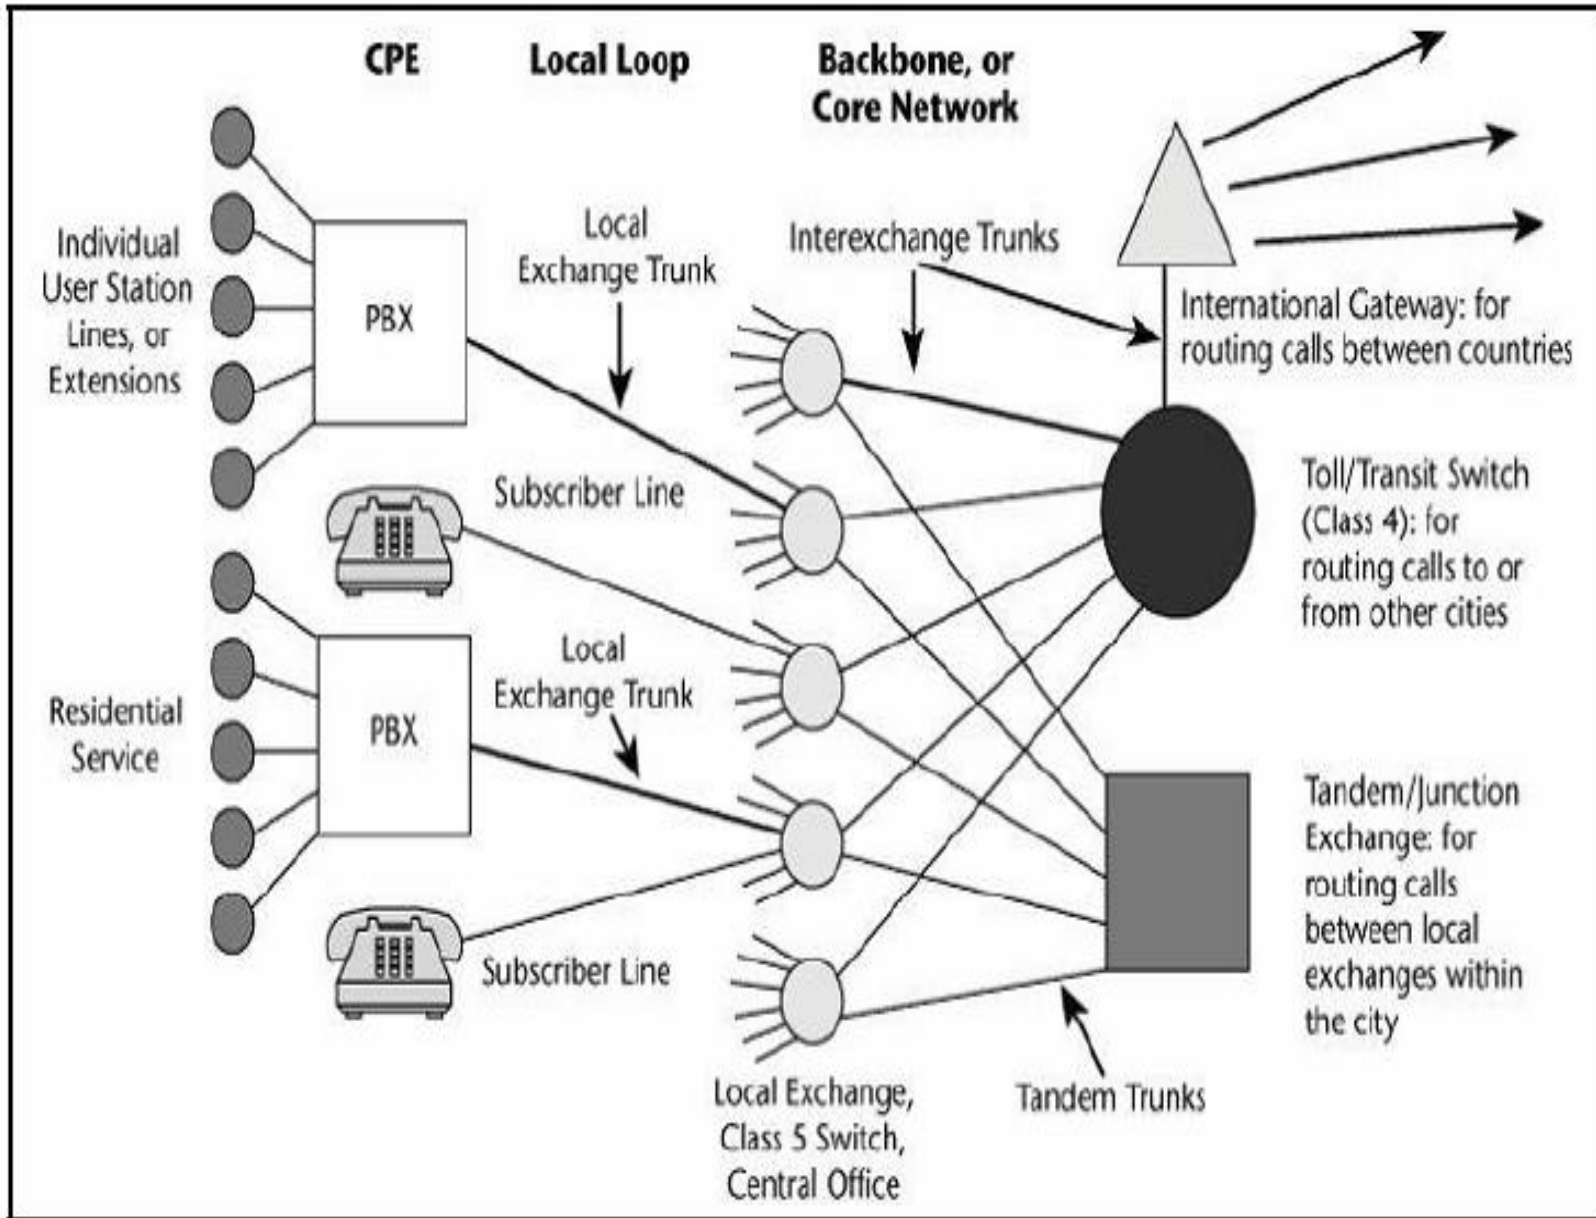 CPE
Local Loop
Backbone, or
Core Network
Individual
User Station
Lines, or
Extensions
PBX
Local
Exchange Trunk
Interexchange Trunks
International Gateway: for
routing calls between countries
Subscriber Line
Toll/Transit Switch
(Class 4): for
routing calls to or
from other cities
Residential
Service
PBX
Local
Exchange Trunk
Subscriber Line
Tandem/Junction
Exchange: for
routing calls
between local
exchanges within
the city
Local Exchange,
Class 5 Switch,
Central Office
Tandem Trunks